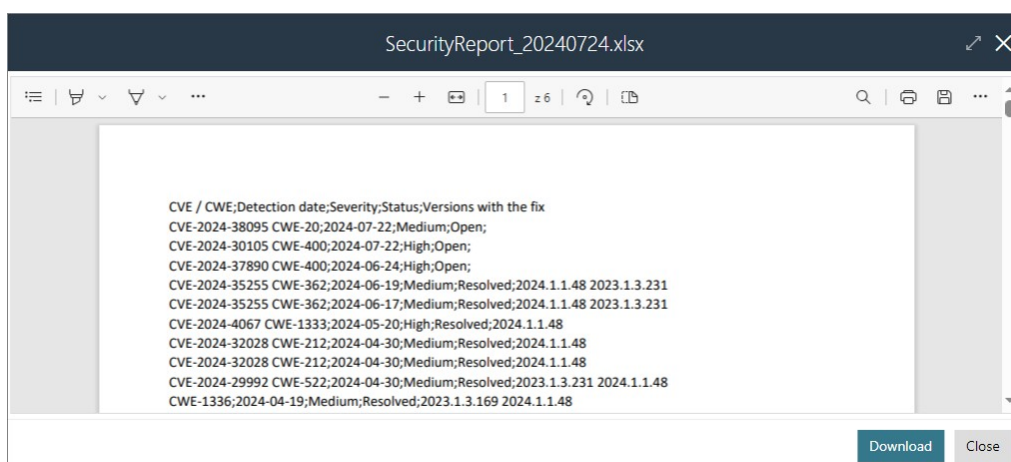 SecurityReport_20240724.xlsx
1 z 6
CVE / CWE;Detection date;Severity;Status;Versions with the fix
CVE-2024-38095 CWE-20;2024-07-22;Medium;Open;
CVE-2024-30105 CWE-400;2024-07-22;High;Open;
CVE-2024-37890 CWE-400;2024-06-24;High;Open;
CVE-2024-35255 CWE-362;2024-06-19;Medium;Resolved;2024.1.1.48 2023.1.3.231
CVE-2024-35255 CWE-362;2024-06-17;Medium;Resolved;2024.1.1.48 2023.1.3.231
CVE-2024-4067 CWE-1333;2024-05-20;High;Resolved;2024.1.1.48
CVE-2024-32028 CWE-212;2024-04-30;Medium;Resolved;2024.1.1.48
CVE-2024-32028 CWE-212;2024-04-30;Medium;Resolved;2024.1.1.48
CVE-2024-29992 CWE-522;2024-04-30;Medium;Resolved;2023.1.3.231 2024.1.1.48
CWE-1336;2024-04-19;Medium;Resolved;2023.1.3.169 2024.1.1.48
Download Close